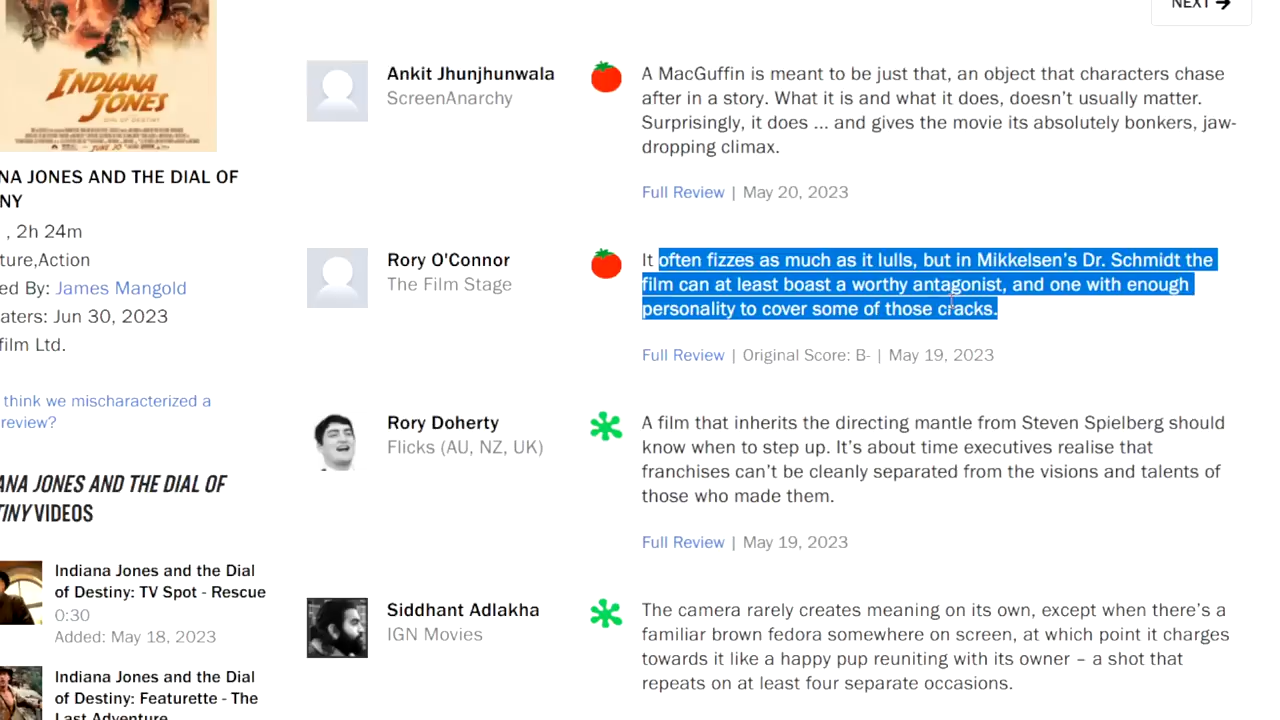 NEXT →
INDIANA
JONES
DIAL OF DESTINY
NA JONES AND THE DIAL OF
NY
, 2h 24m
ture,Action
ed By: James Mangold
aters: Jun 30, 2023
film Ltd.
think we mischaracterized a
review?
ANA JONES AND THE DIAL OF
TINY VIDEOS
Indiana Jones and the Dial
of Destiny: TV Spot - Rescue
0:30
Added: May 18, 2023
Indiana Jones and the Dial
of Destiny: Featurette - The
Last Adventure
Ankit Jhunjhunwala
ScreenAnarchy
A MacGuffin is meant to be just that, an object that characters chase
after in a story. What it is and what it does, doesn't usually matter.
Surprisingly, it does ... and gives the movie its absolutely bonkers, jaw-
dropping climax.
Full Review | May 20, 2023
Rory O'Connor
The Film Stage
It often fizzes as much as it lulls, but in Mikkelsen's Dr. Schmidt the
film can at least boast a worthy antagonist, and one with enough
personality to cover some of those cracks.
Full Review | Original Score: B- | May 19, 2023
Rory Doherty
Flicks (AU, NZ, UK)
A film that inherits the directing mantle from Steven Spielberg should
know when to step up. It's about time executives realise that
franchises can't be cleanly separated from the visions and talents of
those who made them.
Full Review | May 19, 2023
Siddhant Adlakha
IGN Movies
The camera rarely creates meaning on its own, except when there's a
familiar brown fedora somewhere on screen, at which point it charges
towards it like a happy pup reuniting with its owner – a shot that
repeats on at least four separate occasions.